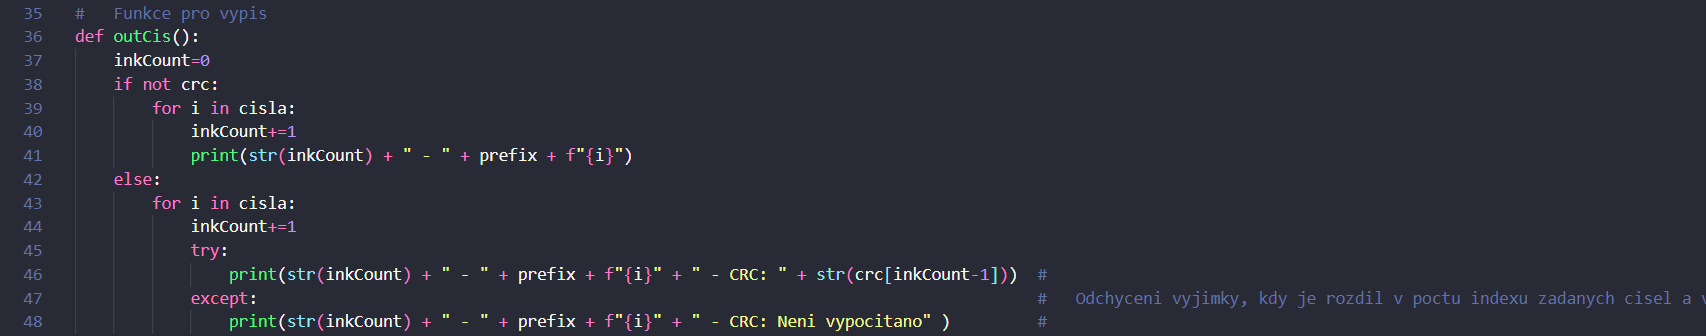 35 #   Funkce pro vypis
36 def outCis():
37     inkCount=0
38     if not crc:
39         for i in cisla:
40             inkCount+=1
41             print(str(inkCount) + " - " + prefix + f"{i}")
42     else:
43         for i in cisla:
44             inkCount+=1
45             try:
46                 print(str(inkCount) + " - " + prefix + f"{i}" + " - CRC: " + str(crc[inkCount-1]))  #
47             except:                                                                                  #   Odchyceni vyjimky, kdy je rozdil v poctu indexu zadanych cisel a
48                 print(str(inkCount) + " - " + prefix + f"{i}" + " - CRC: Neni vypocitano" )         #